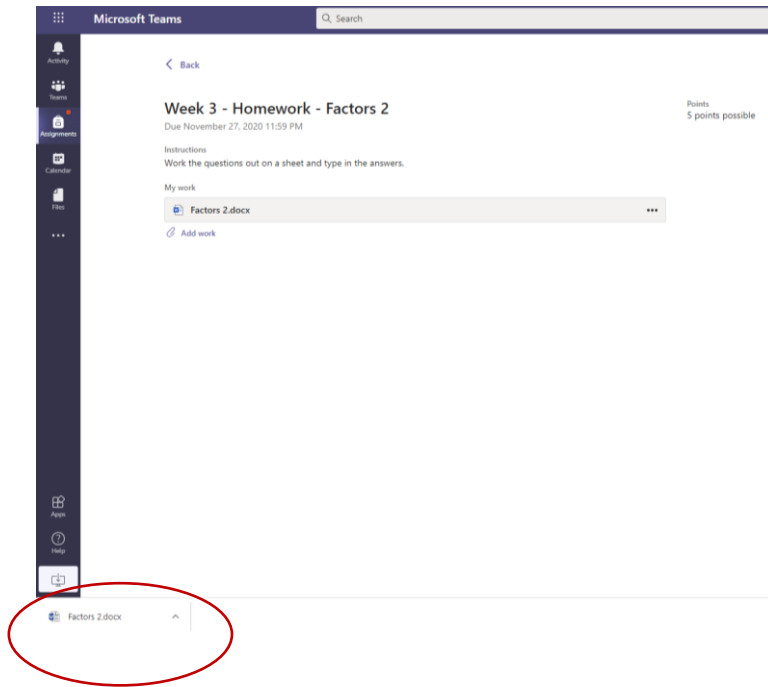 Microsoft Teams
Search
Activity
Teams
Assignments
Calendar
Files
Back
Week 3 - Homework - Factors 2
Due November 27, 2020 11:59 PM
Points
5 points possible
Instructions
Work the questions out on a sheet and type in the answers.
My work
Factors 2.docx
Add work
Apps
Help
Factors 2.docx